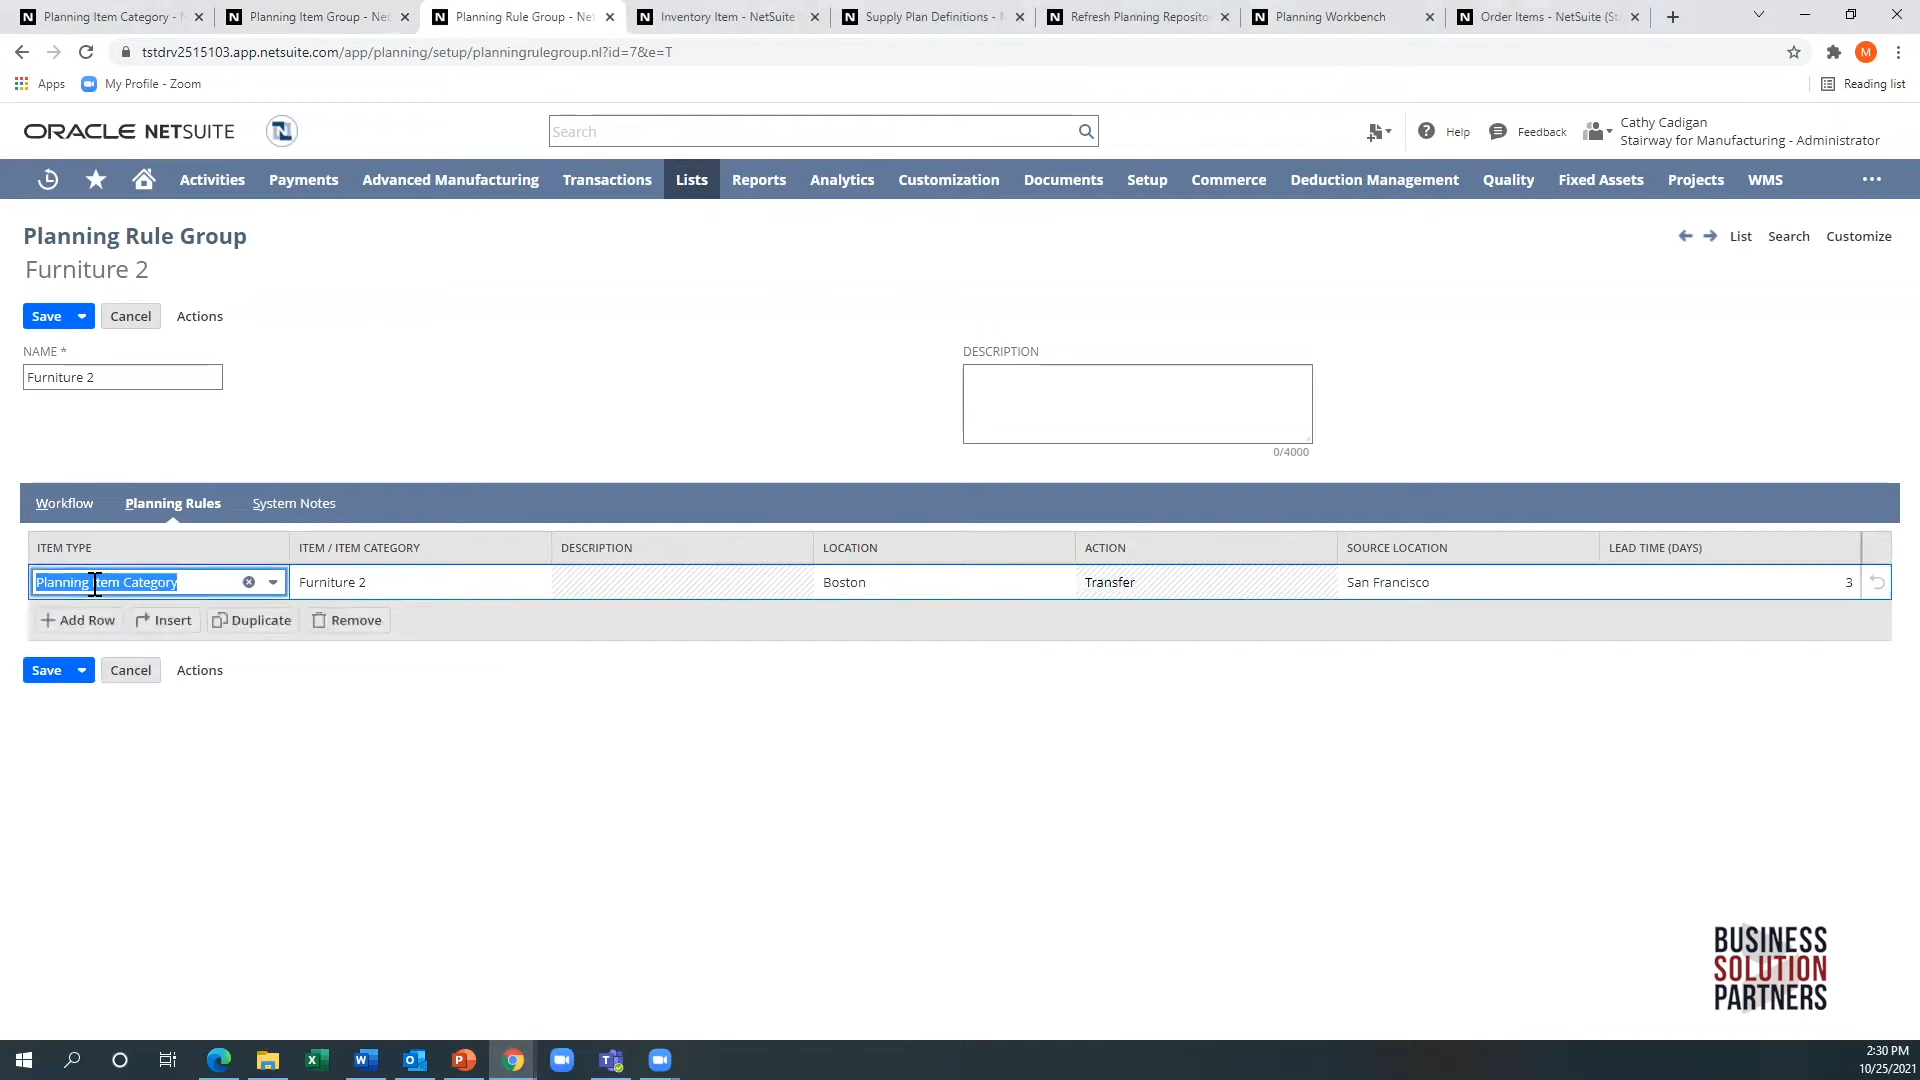 Planning Item Category - N
Planning Item Group - Net
Planning Rule Group - Net
Inventory Item - NetSuite
Supply Plan Definitions - N
Refresh Planning Reposito
Planning Workbench
Order Items - NetSuite (St
tstdrv2515103.app.netsuite.com/app/planning/setup/planningrulegroup.nl?id=7&e=T
M
Apps
My Profile - Zoom
Reading list
ORACLE NETSUITE
Search
Help
Feedback
Cathy Cadigan
Stairway for Manufacturing - Administrator
Activities
Payments
Advanced Manufacturing
Transactions
Lists
Reports
Analytics
Customization
Documents
Setup
Commerce
Deduction Management
Quality
Fixed Assets
Projects
WMS
Planning Rule Group
List
Search
Customize
Furniture 2
Save
Cancel
Actions
NAME *
DESCRIPTION
Furniture 2
0/4000
Workflow
Planning Rules
System Notes
ITEM TYPE
ITEM / ITEM CATEGORY
DESCRIPTION
LOCATION
ACTION
SOURCE LOCATION
LEAD TIME (DAYS)
Planning Item Category
Furniture 2
Boston
Transfer
San Francisco
3
Add Row
Insert
Duplicate
Remove
Save
Cancel
Actions
BUSINESS
SOLUTION
PARTNERS
2:30 PM
10/25/2021